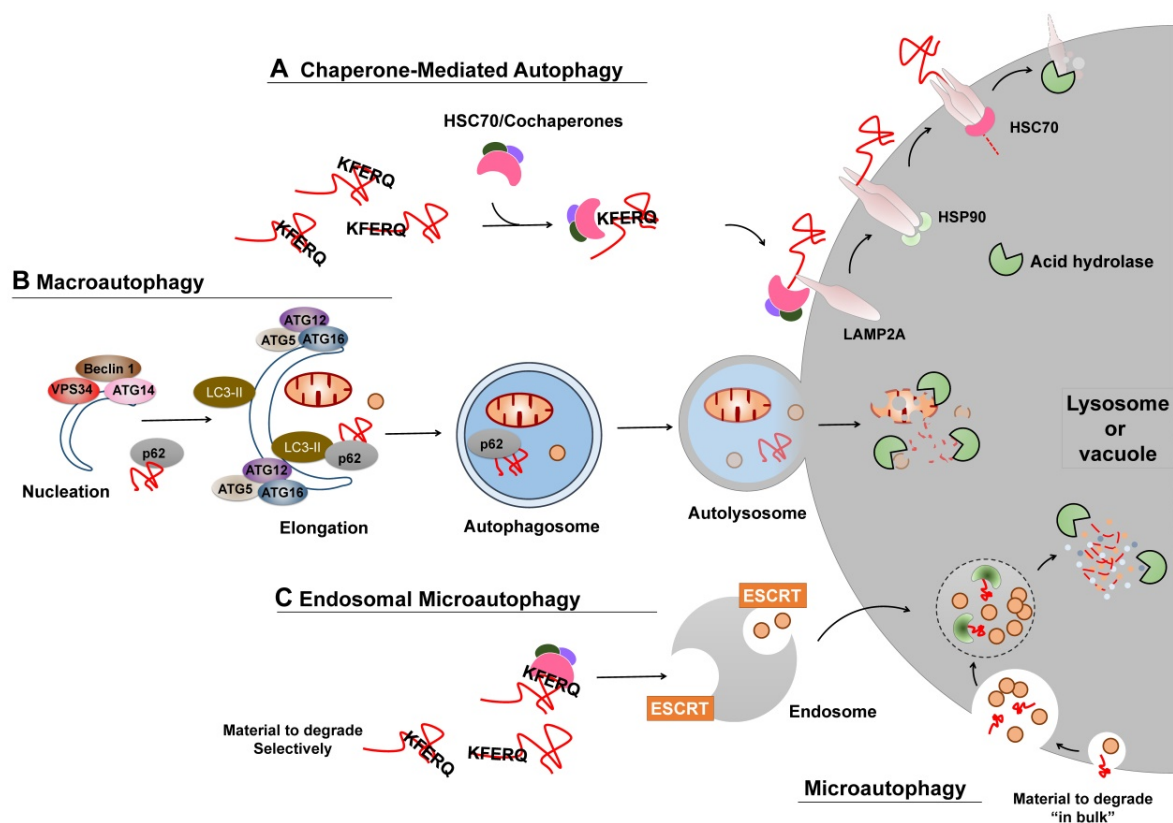 A Chaperone-Mediated Autophagy
HSC70/Cochaperones
KFERQ
KFERQ
KFERQ
KFERQ
HSC70
HSP90
Acid hydrolase
LAMP2A
B Macroautophagy
Beclin 1
VPS34
ATG14
p62
Nucleation
ATG12
ATG5
ATG16
LC3-II
LC3-II
p62
ATG12
ATG5
ATG16
Elongation
p62
Autophagosome
Autolysosome
Lysosome
or
vacuole
C Endosomal Microautophagy
KFERQ
Material to degrade
Selectively
KFERQ
KFERQ
ESCRT
ESCRT
Endosome
Microautophagy
Material to degrade
“in bulk”